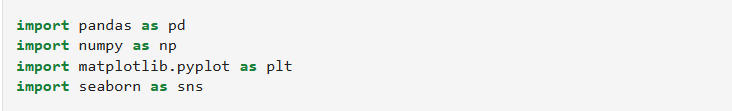 import pandas as pd
import numpy as np
import matplotlib.pyplot as plt
import seaborn as sns